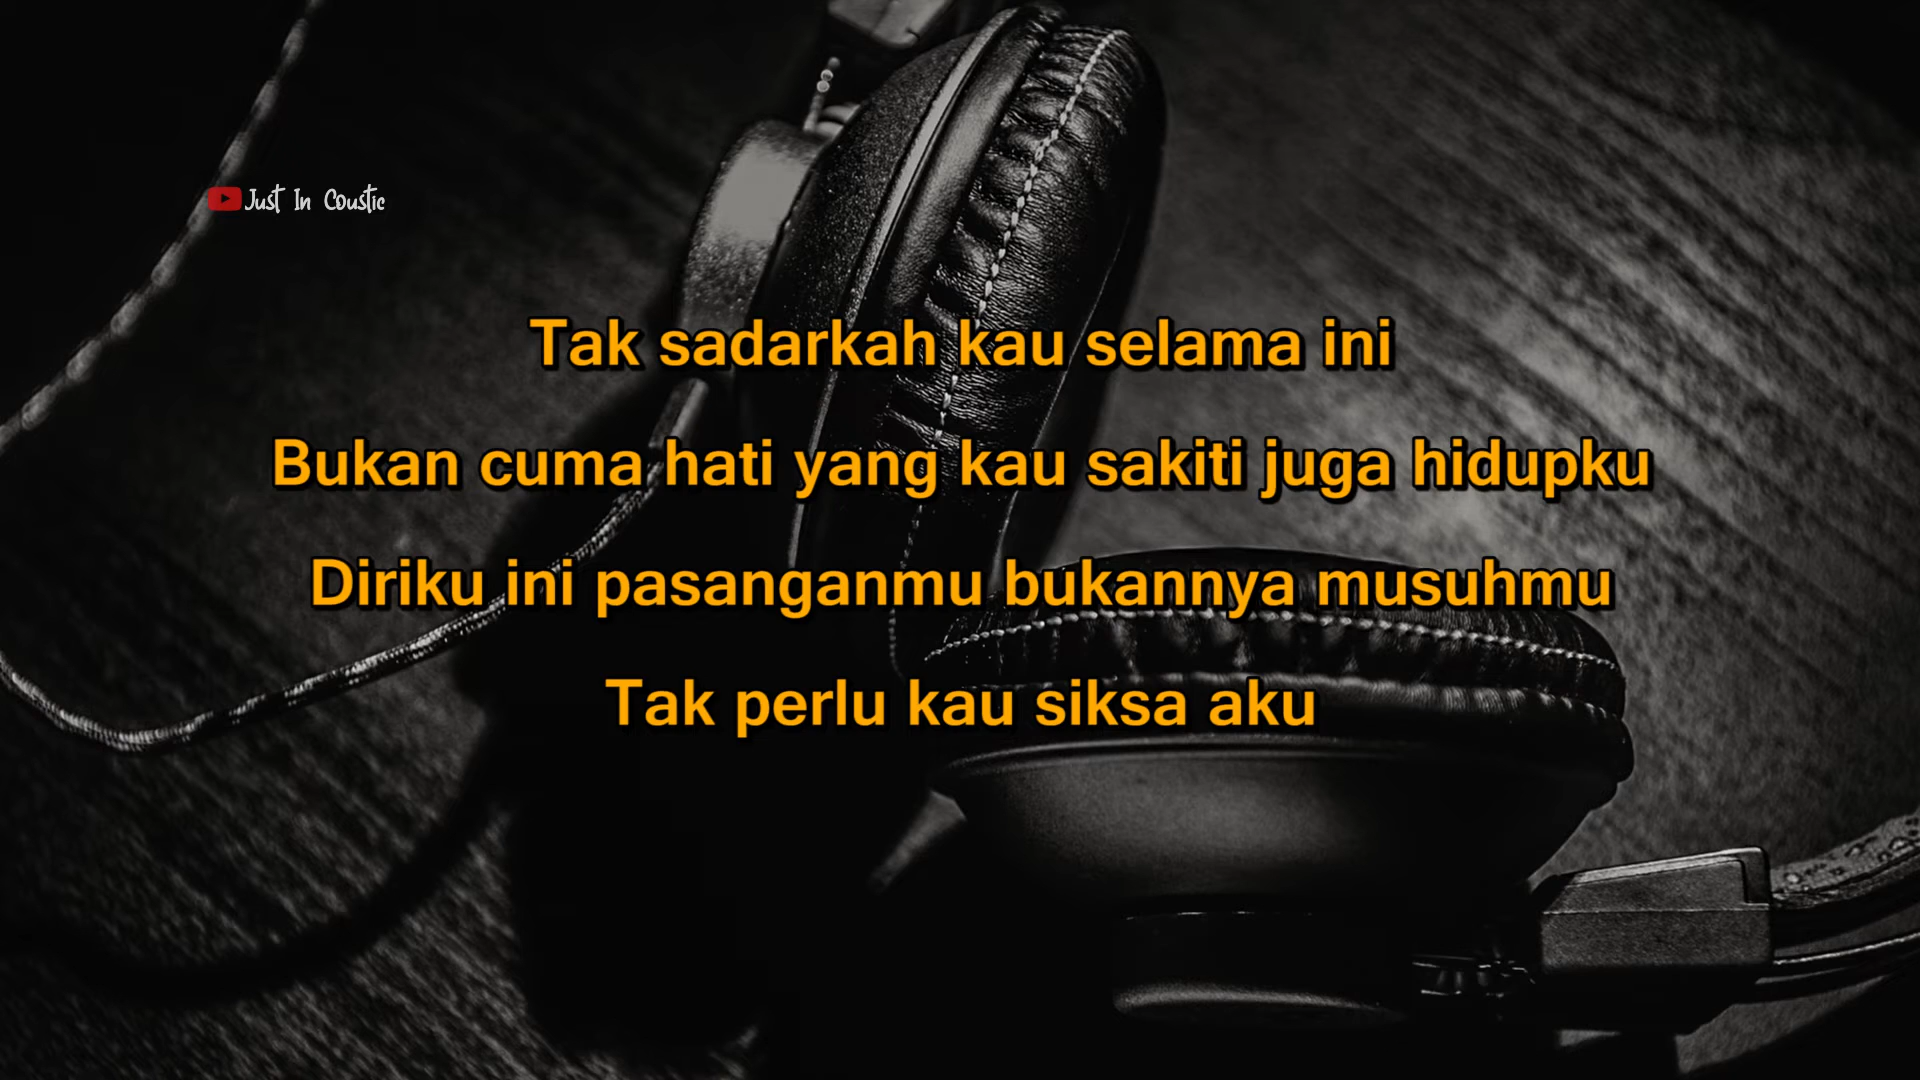 Just In Coustic
Tak sadarkah kau selama ini
Bukan cuma hati yang kau sakiti juga hidupku
Diriku ini pasanganmu bukannya musuhmu
Tak perlu kau siksa aku